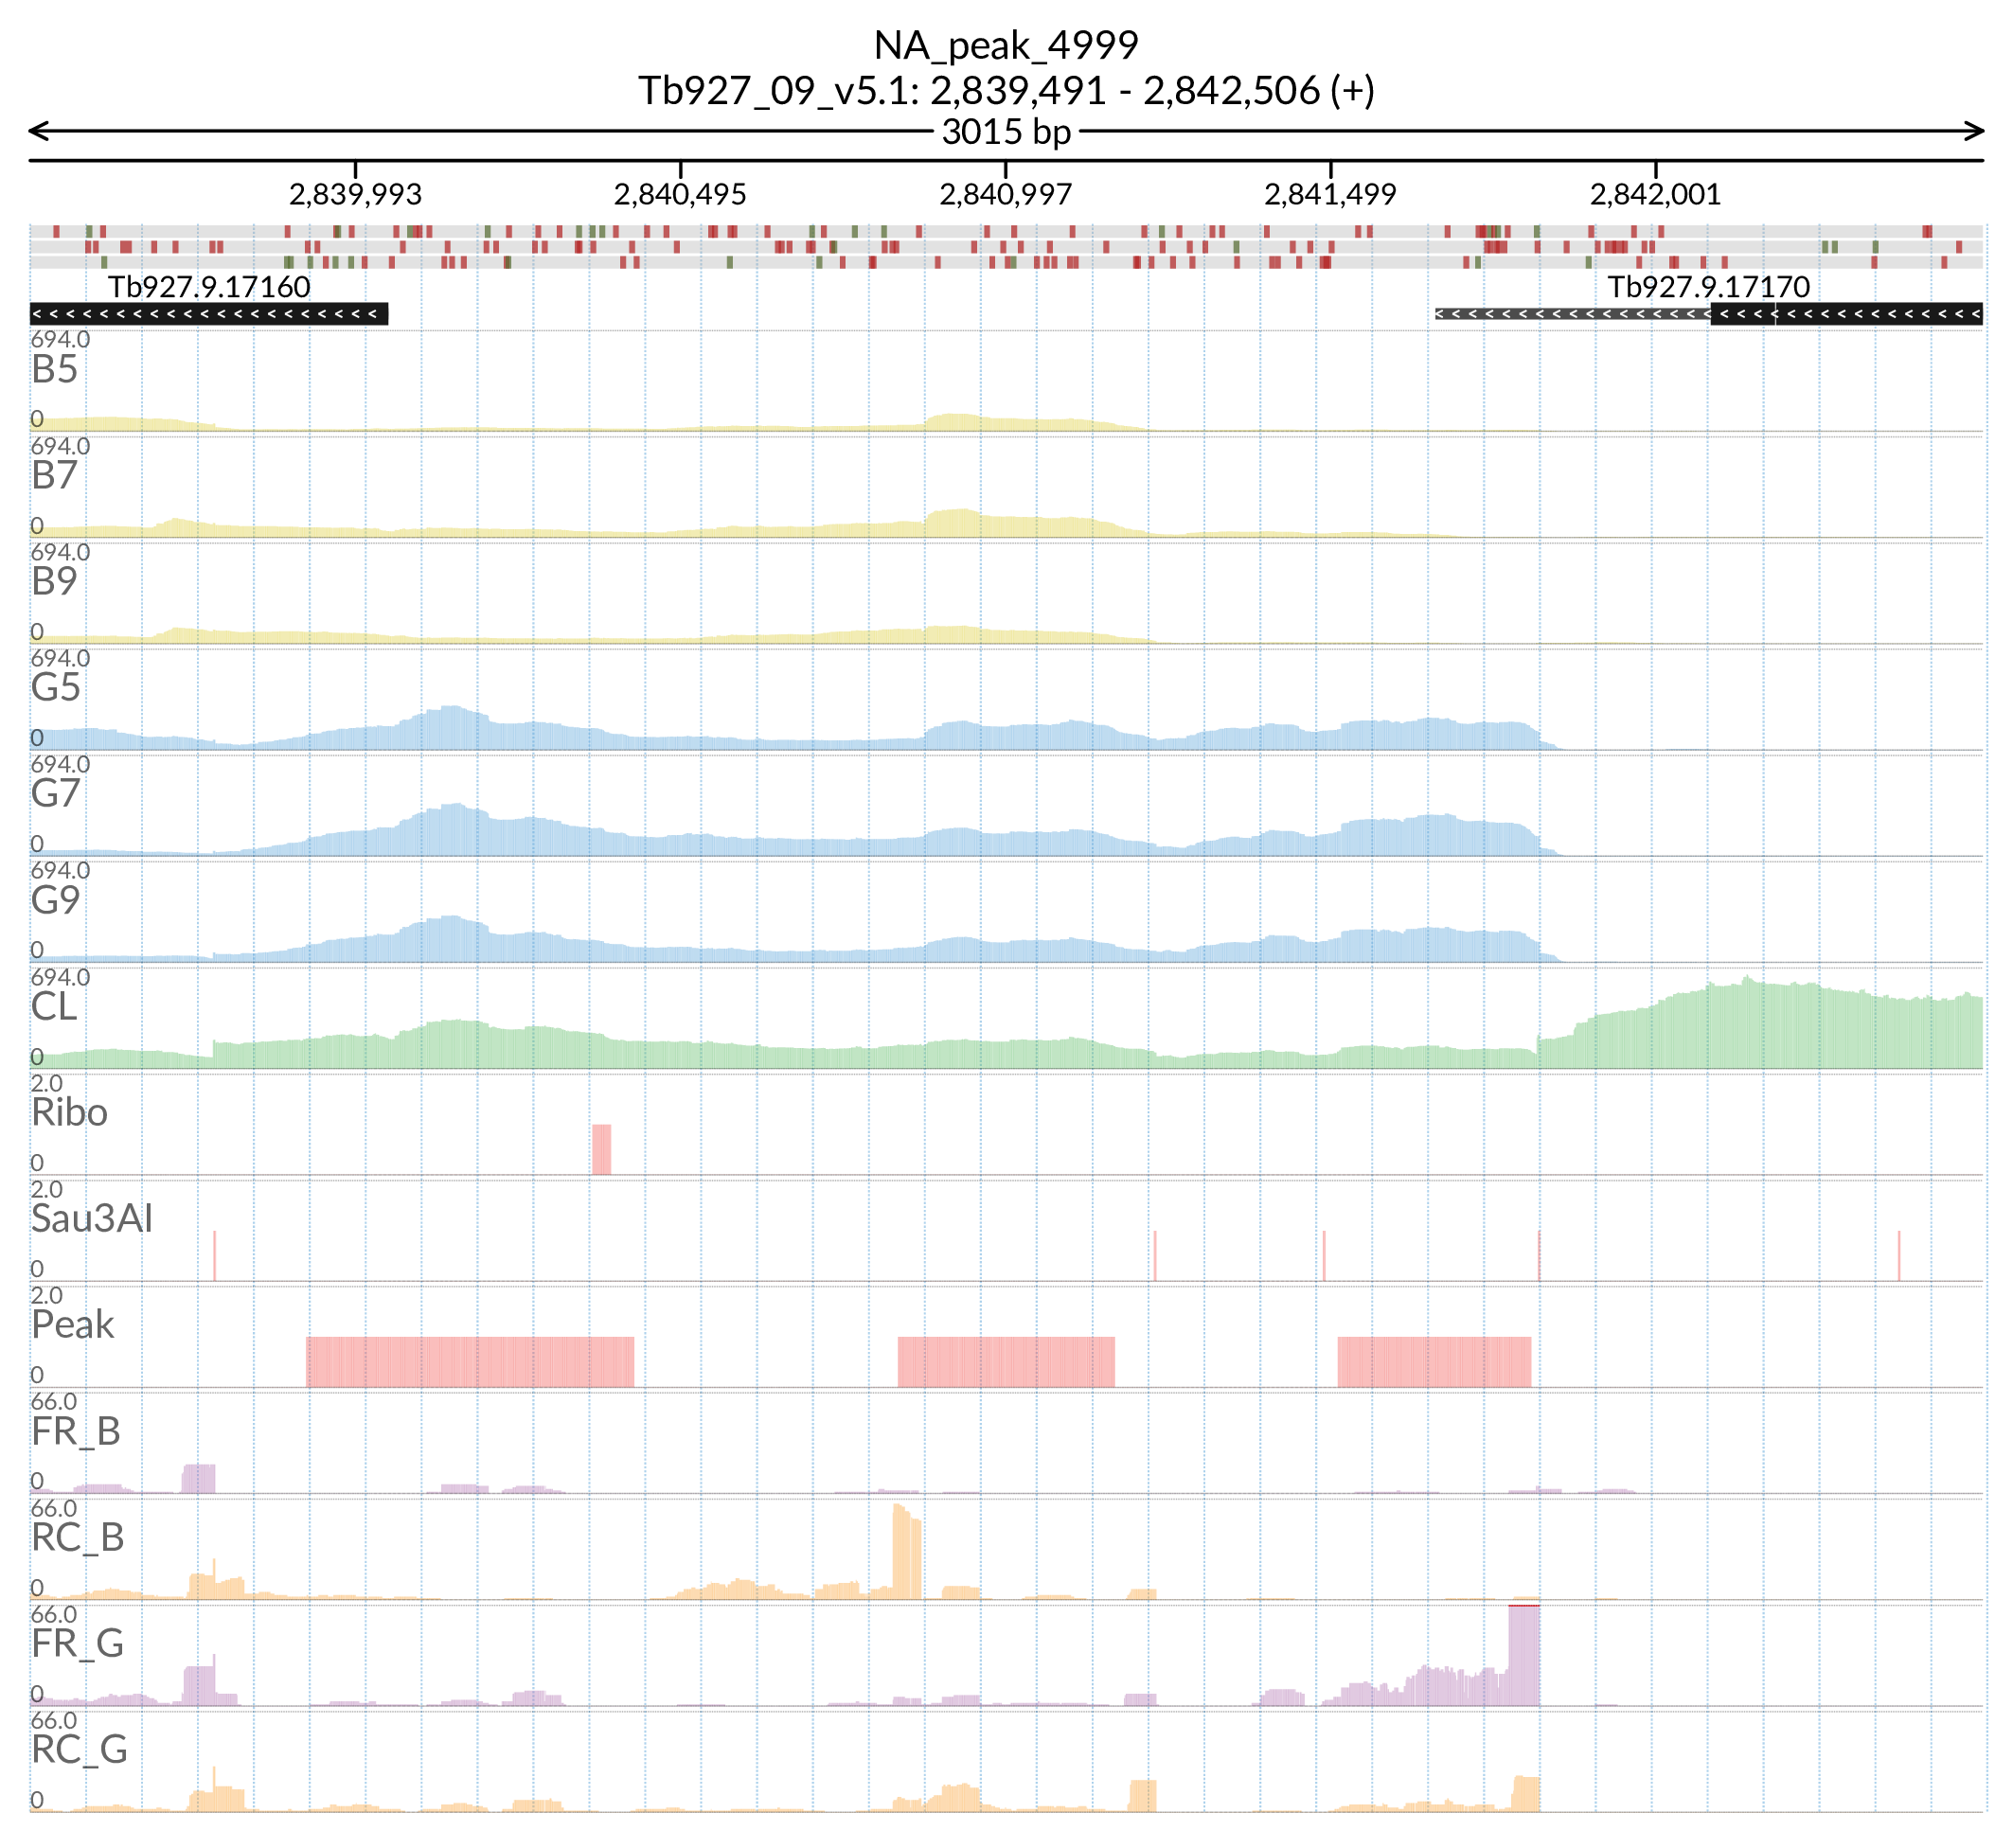 NA_peak_4999
Tb927_09_v5.1: 2,839,491 - 2,842,506 (+)
3015 bp
2,839,993 2,840,495 2,840,997 2,841,499 2,842,001
Tb927.9.17160 Tb927.9.17170
694.0
B5
0
694.0
B7
0
694.0
B9
0
694.0
G5
0
694.0
G7
0
694.0
G9
0
694.0
CL
0
2.0
Ribo
0
2.0
Sau3AI
0
2.0
Peak
0
66.0
FR_B
0
66.0
RC_B
0
66.0
FR_G
0
66.0
RC_G
0